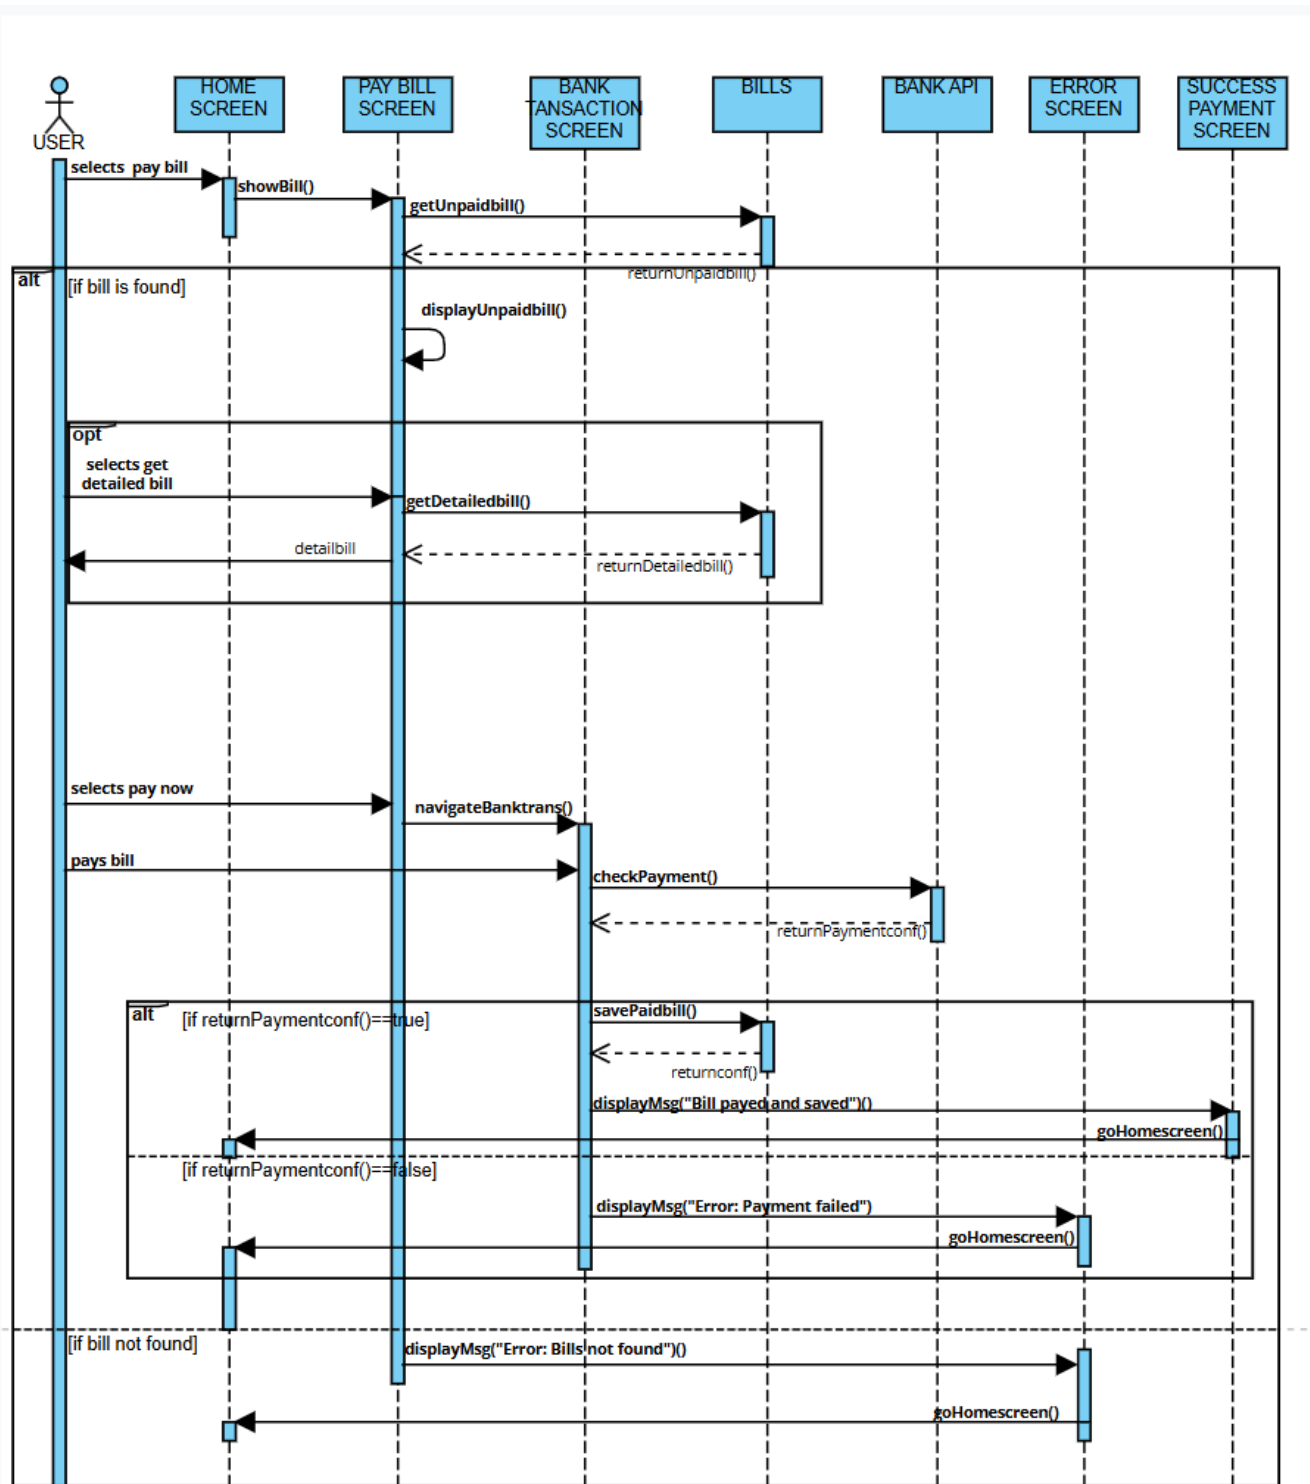 HOME
SCREEN
PAY BILL
SCREEN
BANK
TANSACTION
SCREEN
BILLS
BANK API
ERROR
SCREEN
SUCCESS
PAYMENT
SCREEN
USER
selects pay bill
showBill()
getUnpaidbill()
returnUnpaidbill()
alt
[if bill is found]
displayUnpaidbill()
opt
selects get
detailed bill
getDetailedbill()
detailbill
returnDetailedbill()
selects pay now
navigateBanktrans()
pays bill
checkPayment()
returnPaymentconf()
alt
[if returnPaymentconf()==true]
savePaidbill()
returnconf()
displayMsg("Bill payed and saved")()
goHomescreen()
[if returnPaymentconf()==false]
displayMsg("Error: Payment failed")
goHomescreen()
[if bill not found]
displayMsg("Error: Bills not found")()
goHomescreen()